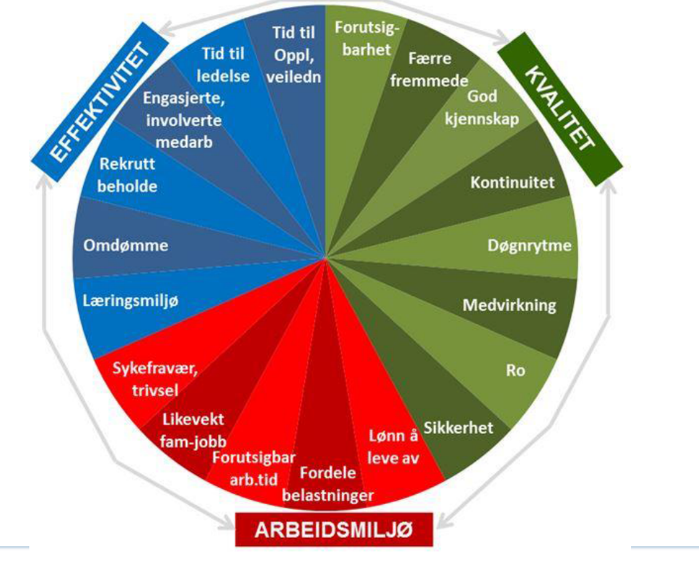 EFFEKTIVITET
KVALITET
Forutsig-
barhet
Færre
fremmede
God
kjennskap
Kontinuitet
Døgnrytme
Medvirkning
Ro
Sikkerhet
Lønn å
leve av
Fordele
belastninger
Forutsigbar
arb.tid
Likevekt
fam-jobb
Sykefravær,
trivsel
Læringsmiljø
Omdømme
Rekrutt
beholde
Engasjerte,
involverte
medarb
Tid til
ledelse
Tid til
Oppl,
veiledn
ARBEIDSMILJØ